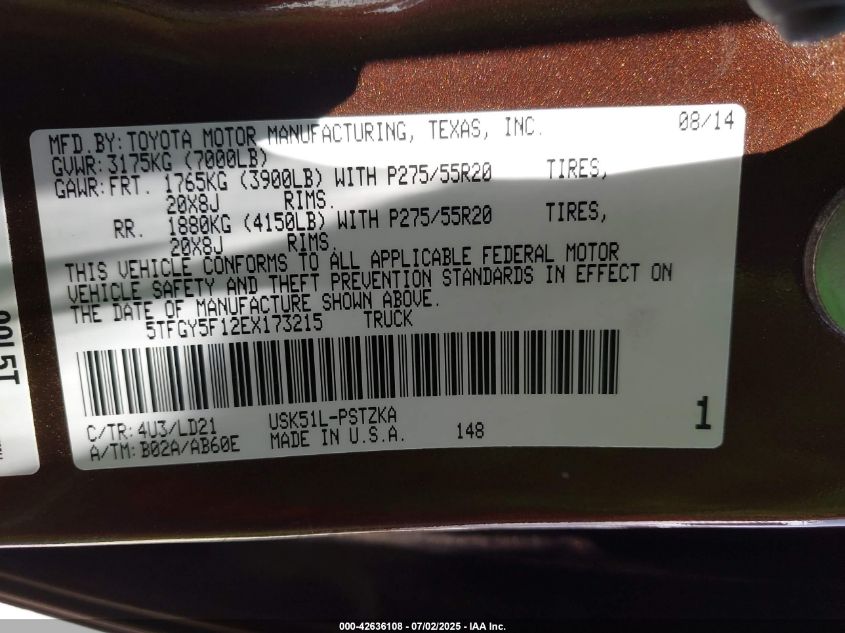 MFD.BY:TOYOTA MOTOR MANUFACTURING, TEXAS, INC. 08/14
GVWR:3175KG (7000LB)
GAWR:FRT. 1765KG (3900LB) WITH P275/55R20 TIRES,
20X8J RIMS.
RR. 1880KG (4150LB) WITH P275/55R20 TIRES,
20X8J RIMS.
THIS VEHICLE CONFORMS TO ALL APPLICABLE FEDERAL MOTOR
VEHICLE SAFETY AND THEFT PREVENTION STANDARDS IN EFFECT ON
THE DATE OF MANUFACTURE SHOWN ABOVE.
5TFGY5F12EX173215 TRUCK
C/TR:4U3/LD21 USK51L-PSTZKA
A/TM:B02A/AB60E MADE IN U.S.A. 148 1
000-42636108 - 07/02/2025 - IAA Inc.